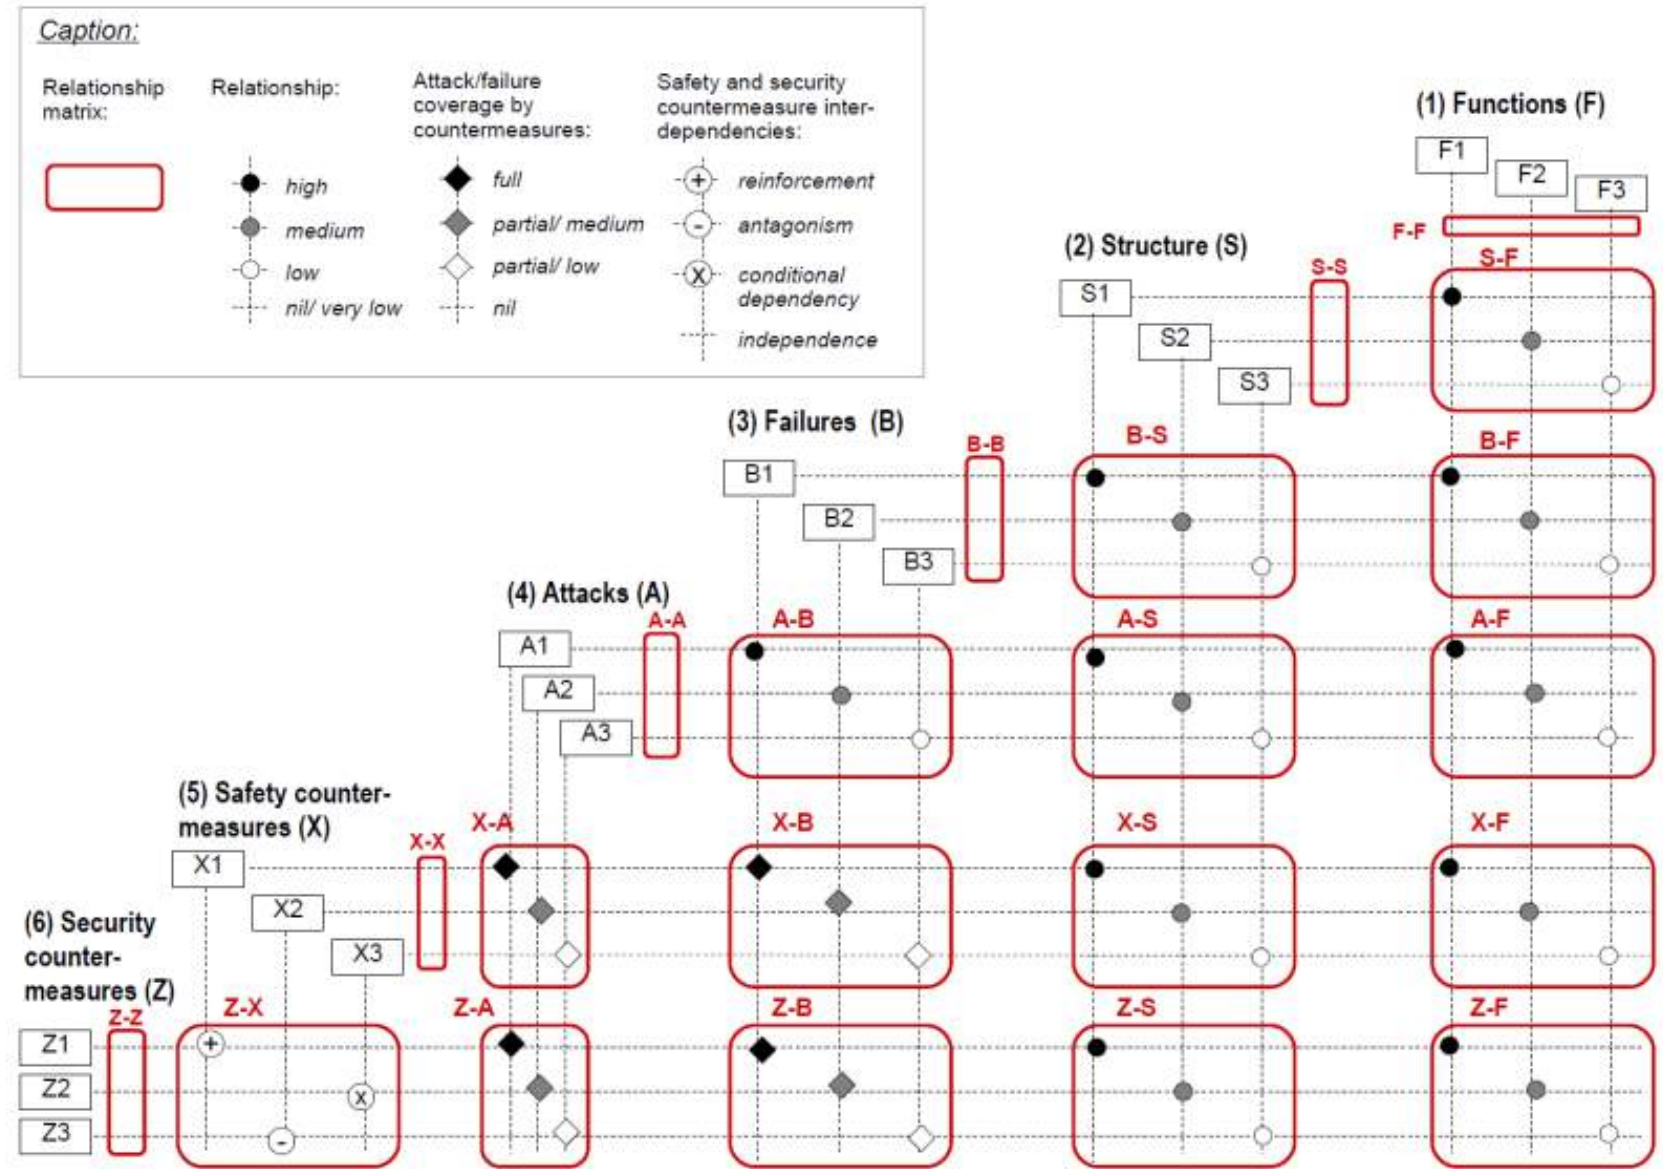 Caption:
Relationship
matrix:
Relationship:
high
medium
low
nil/ very low
Attack/failure
coverage by
countermeasures:
full
partial/ medium
partial/ low
nil
Safety and security
countermeasure inter-
dependencies:
+
reinforcement
-
antagonism
X
conditional
dependency
independence
(1) Functions (F)
F1
F2
F3
F-F
(2) Structure (S)
S-S
S-F
S1
S2
S3
(3) Failures (B)
B-B
B-S
B-F
B1
B2
B3
(4) Attacks (A)
A-A
A-B
A-S
A-F
A1
A2
A3
(5) Safety counter-
measures (X)
X-X
X-A
X-B
X-S
X-F
X1
X2
X3
(6) Security
counter-
measures (Z)
Z-Z
Z-X
Z-A
Z-B
Z-S
Z-F
Z1
+
Z2
x
Z3
-